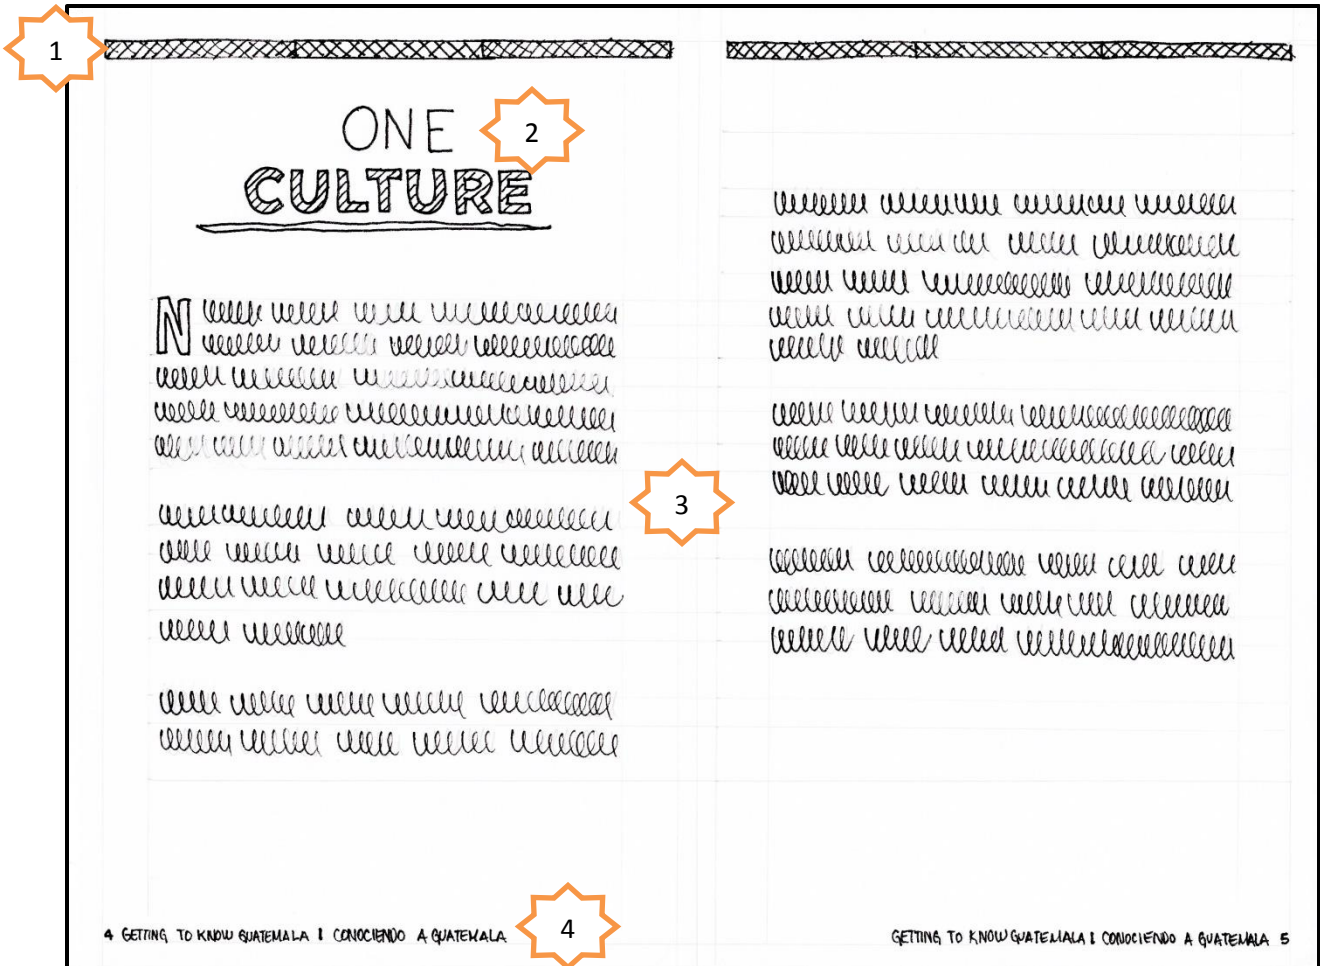 1
ONE
2
CULTURE
N
3
4 GETTING TO KNOW GUATEMALA | CONOCIENDO A GUATEMALA
4
GETTING TO KNOW GUATEMALA | CONOCIENDO A GUATEMALA 5